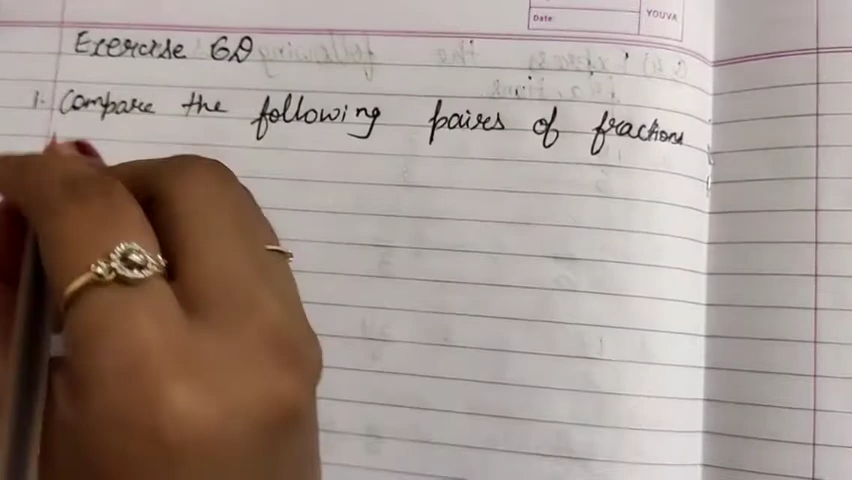 Date:
YOUVA
Exercise 6D
1. Compare the following pairs of fractions